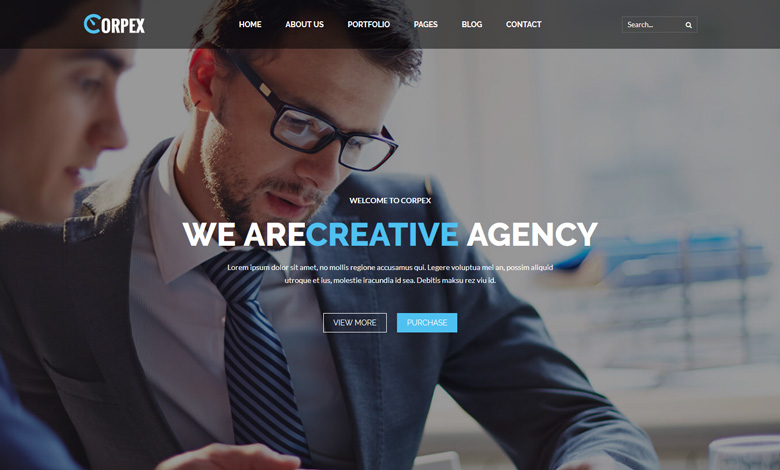 CORPEX
HOME ABOUT US PORTFOLIO PAGES BLOG CONTACT
Search...
WELCOME TO CORPEX
WE ARECREATIVE AGENCY
Lorem ipsum dolor sit amet, no mollis regione accusamus qui. Legere voluptua mei an, possim aliquid
utroque et ius, molestie iracundia id sea. Debitis maksu rez viu id.
VIEW MORE
PURCHASE